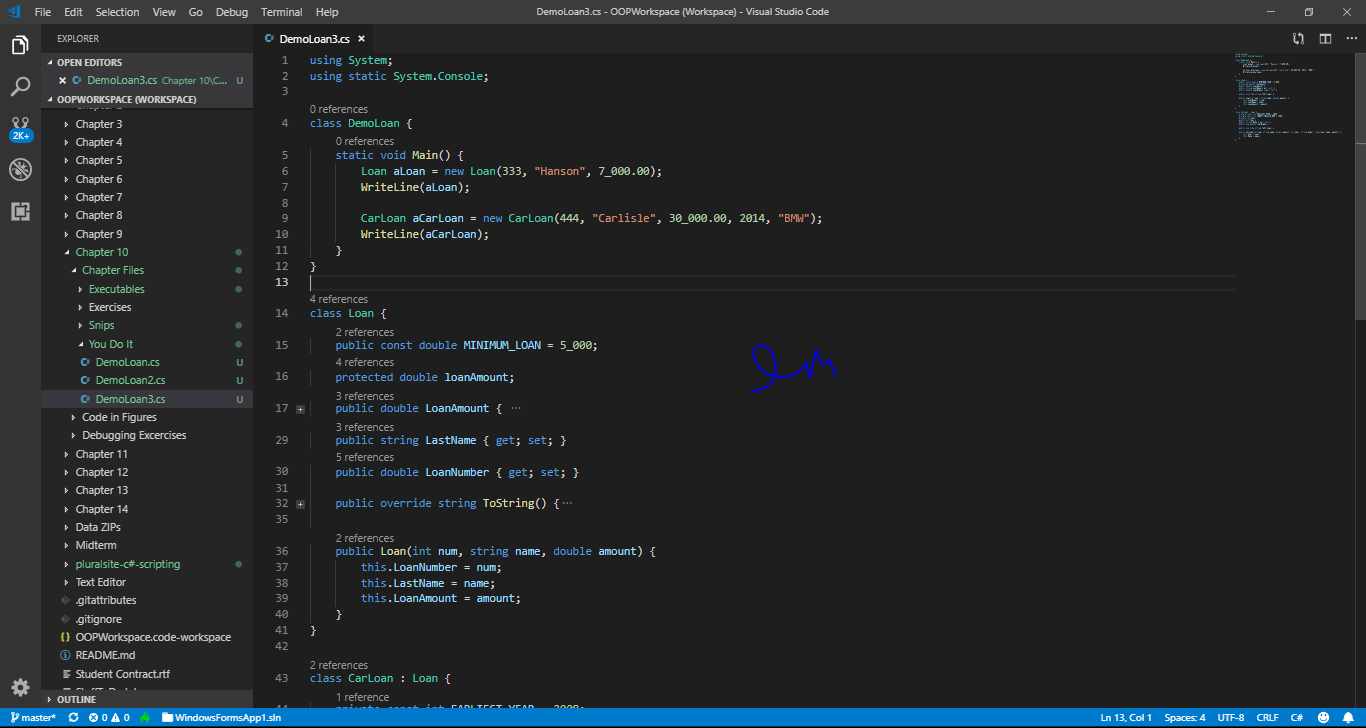 File Edit Selection View Go Debug Terminal Help
DemoLoan3.cs - OOPWorkspace (Workspace) - Visual Studio Code
EXPLORER
OPEN EDITORS
DemoLoan3.cs Chapter 10\C... U
OOPWORKSPACE (WORKSPACE)
Chapter 3
Chapter 4
Chapter 5
Chapter 6
Chapter 7
Chapter 8
Chapter 9
Chapter 10
Chapter Files
Executables
Exercises
Snips
You Do It
DemoLoan.cs U
DemoLoan2.cs U
DemoLoan3.cs U
Code in Figures
Debugging Excercises
Chapter 11
Chapter 12
Chapter 13
Chapter 14
Data ZIPs
Midterm
pluralsite-c#-scripting
Text Editor
.gitattributes
.gitignore
OOPWorkspace.code-workspace
README.md
Student Contract.rtf
OUTLINE
2K+
DemoLoan3.cs
1 using System;
2 using static System.Console;
3
0 references
4 class DemoLoan {
0 references
5 static void Main() {
6 Loan aLoan = new Loan(333, "Hanson", 7_000.00);
7 WriteLine(aLoan);
8
9 CarLoan aCarLoan = new CarLoan(444, "Carlisle", 30_000.00, 2014, "BMW");
10 WriteLine(aCarLoan);
11 }
12 }
13
4 references
14 class Loan {
2 references
15 public const double MINIMUM_LOAN = 5_000;
4 references
16 protected double loanAmount;
3 references
17 public double LoanAmount { ...
3 references
29 public string LastName { get; set; }
5 references
30 public double LoanNumber { get; set; }
31
32 public override string ToString() {...
35
2 references
36 public Loan(int num, string name, double amount) {
37 this.LoanNumber = num;
38 this.LastName = name;
39 this.LoanAmount = amount;
40 }
41 }
42
2 references
43 class CarLoan : Loan {
1 reference
44 private const int EARLIEST_YEAR = 2008;
master* 0 0 WindowsFormsApp1.sln
Ln 13, Col 1 Spaces: 4 UTF-8 CRLF C#